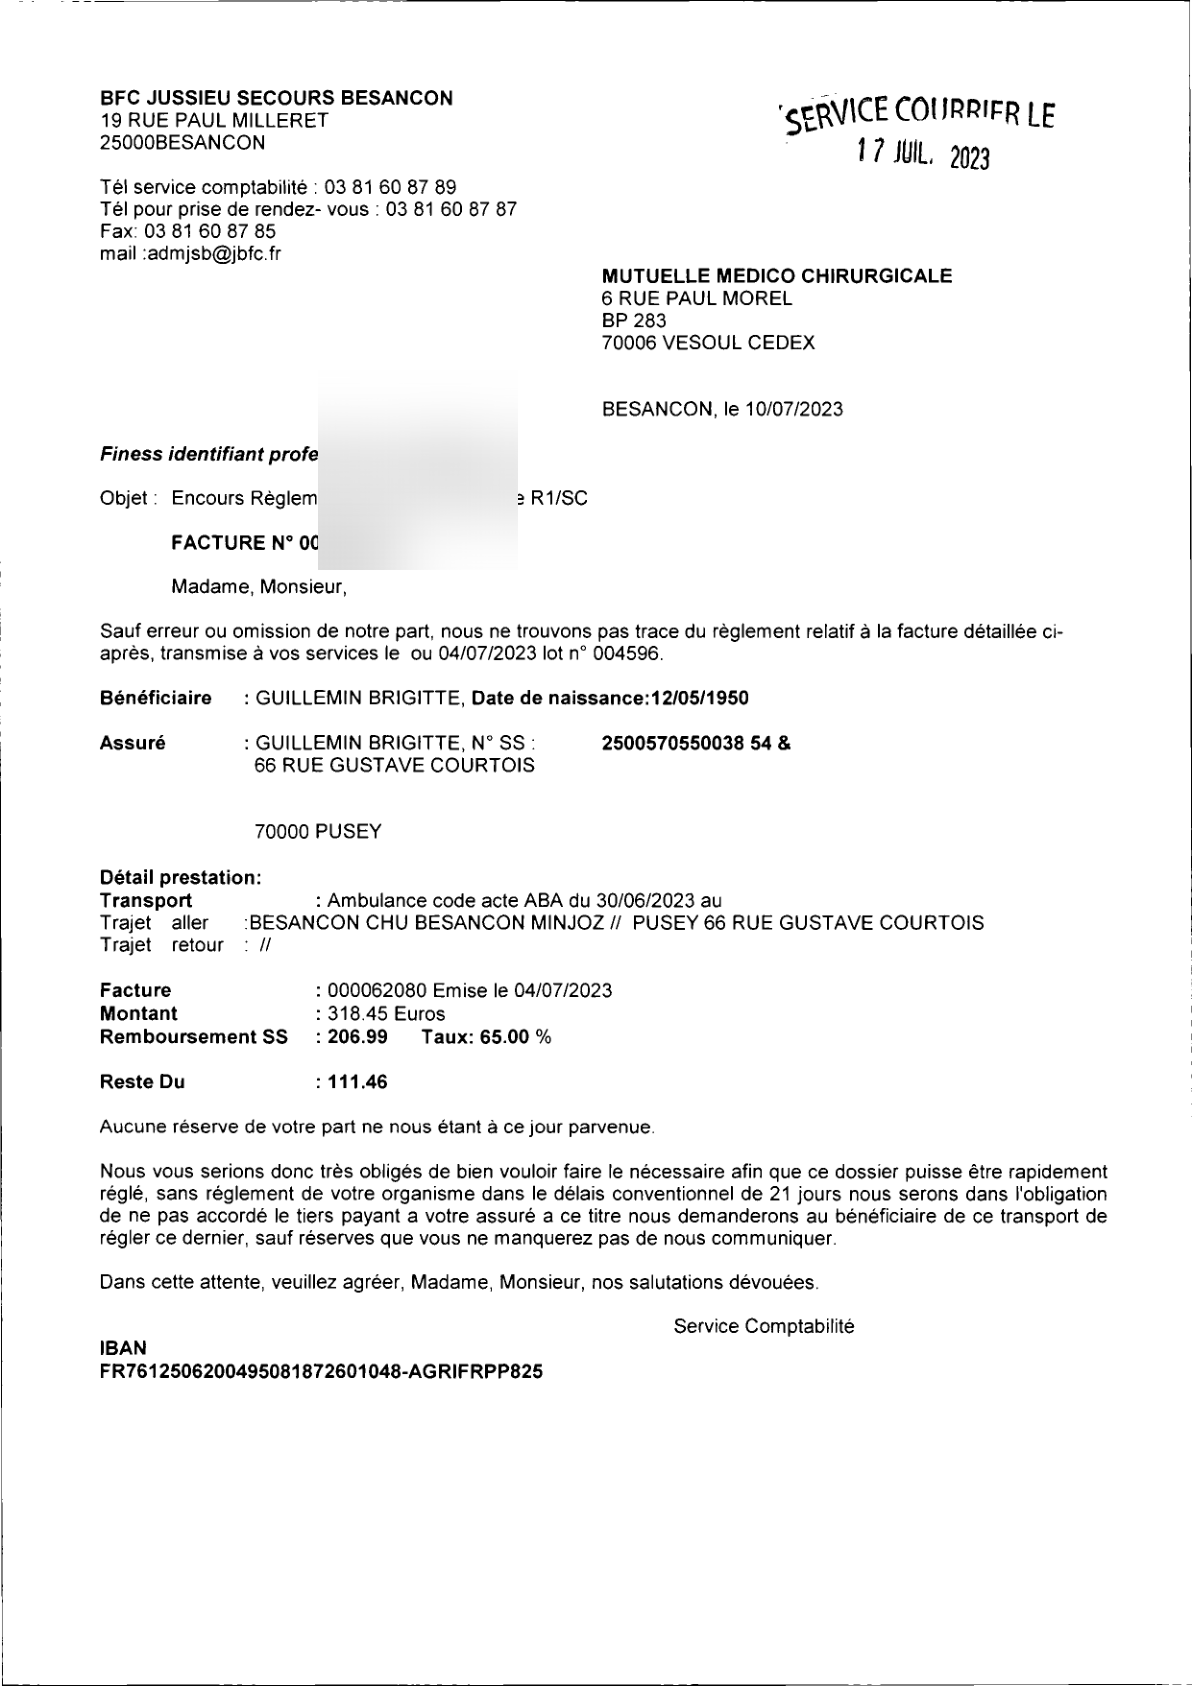 BFC JUSSIEU SECOURS BESANCON
19 RUE PAUL MILLERET
25000BESANCON
SERVICE COURRIER LE
17 JUIL. 2023
Tél service comptabilité : 03 81 60 87 89
Tél pour prise de rendez- vous : 03 81 60 87 87
Fax: 03 81 60 87 85
mail :admjsb@jbfc.fr
MUTUELLE MEDICO CHIRURGICALE
6 RUE PAUL MOREL
BP 283
70006 VESOUL CEDEX
BESANCON, le 10/07/2023
Finess identifiant profe
Objet : Encours Règlem e R1/SC
FACTURE N° 00
Madame, Monsieur,
Sauf erreur ou omission de notre part, nous ne trouvons pas trace du règlement relatif à la facture détaillée ci-
après, transmise à vos services le ou 04/07/2023 lot n° 004596.
Bénéficiaire : GUILLEMIN BRIGITTE, Date de naissance:12/05/1950
Assuré : GUILLEMIN BRIGITTE, N° SS : 2500570550038 54 &
66 RUE GUSTAVE COURTOIS
70000 PUSEY
Détail prestation:
Transport : Ambulance code acte ABA du 30/06/2023 au
Trajet aller :BESANCON CHU BESANCON MINJOZ // PUSEY 66 RUE GUSTAVE COURTOIS
Trajet retour : //
Facture : 000062080 Emise le 04/07/2023
Montant : 318.45 Euros
Remboursement SS : 206.99 Taux: 65.00 %
Reste Du : 111.46
Aucune réserve de votre part ne nous étant à ce jour parvenue.
Nous vous serions donc très obligés de bien vouloir faire le nécessaire afin que ce dossier puisse être rapidement
réglé, sans réglement de votre organisme dans le délais conventionnel de 21 jours nous serons dans l'obligation
de ne pas accordé le tiers payant a votre assuré a ce titre nous demanderons au bénéficiaire de ce transport de
régler ce dernier, sauf réserves que vous ne manquerez pas de nous communiquer.
Dans cette attente, veuillez agréer, Madame, Monsieur, nos salutations dévouées.
Service Comptabilité
IBAN
FR7612506200495081872601048-AGRIFRPP825